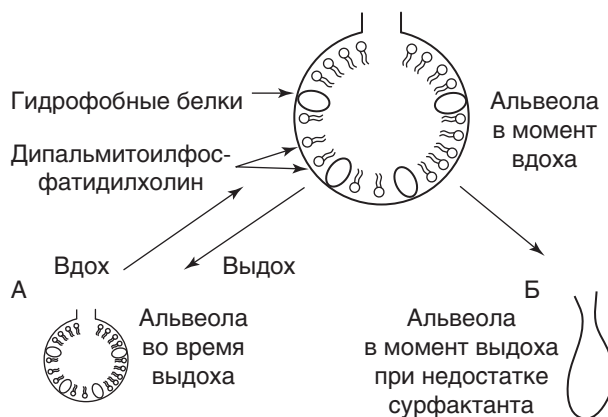 Гидрофобные белки
Дипальмитоилфос-
фатидилхолин
Альвеола
в момент
вдоха
Вдох
Выдох
А
Альвеола
во время
выдоха
Б
Альвеола
в момент выдоха
при недостатке
сурфактанта